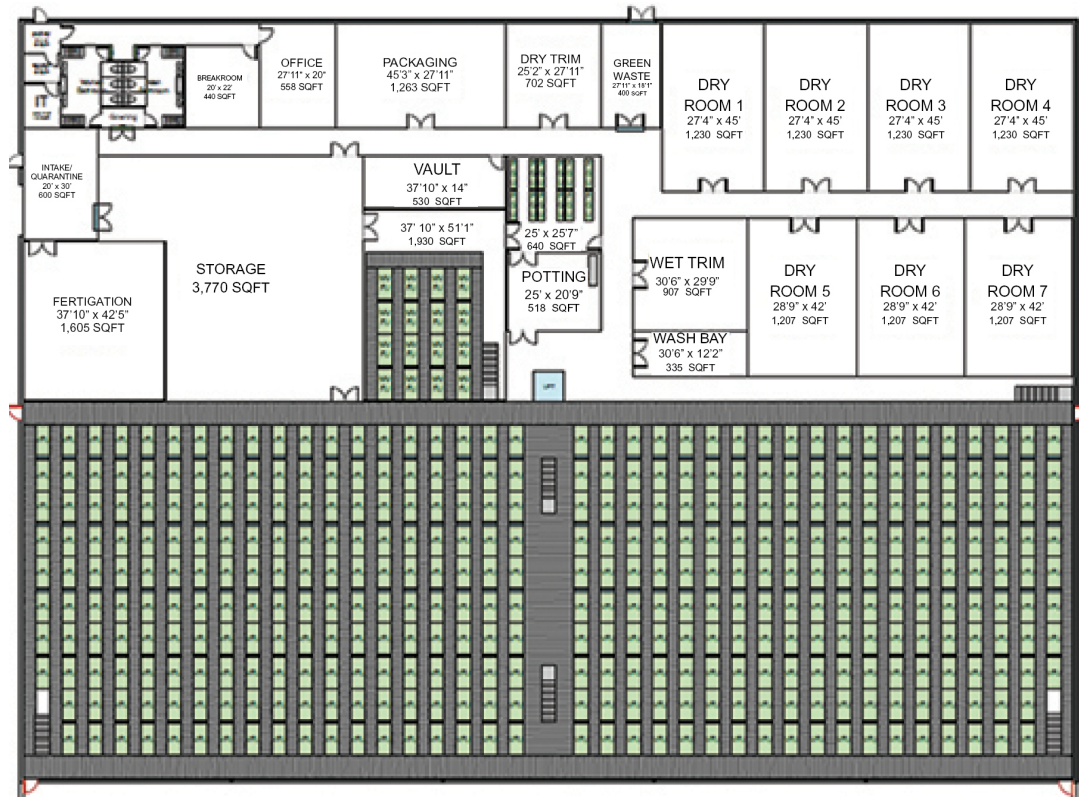 OFFICE
27'11" x 20"
558 SQFT
PACKAGING
45'3" x 27'11"
1,263 SQFT
DRY TRIM
25'2" x 27'11"
702 SQFT
GREEN
WASTE
27'11" x 18'1"
400 SQFT
BREAKROOM
20' x 22'
440 SQFT
IT
DRY
ROOM 1
27'4" x 45'
1,230 SQFT
DRY
ROOM 2
27'4" x 45'
1,230 SQFT
DRY
ROOM 3
27'4" x 45'
1,230 SQFT
DRY
ROOM 4
27'4" x 45'
1,230 SQFT
INTAKE/
QUARANTINE
20' x 30'
600 SQFT
VAULT
37'10" x 14"
530 SQFT
37' 10" x 51'1"
1,930 SQFT
25' x 25'7"
640 SQFT
STORAGE
3,770 SQFT
FERTIGATION
37'10" x 42'5"
1,605 SQFT
POTTING
25' x 20'9"
518 SQFT
WET TRIM
30'6" x 29'9"
907 SQFT
WASH BAY
30'6" x 12'2"
335 SQFT
DRY
ROOM 5
28'9" x 42'
1,207 SQFT
DRY
ROOM 6
28'9" x 42'
1,207 SQFT
DRY
ROOM 7
28'9" x 42'
1,207 SQFT
LIFT